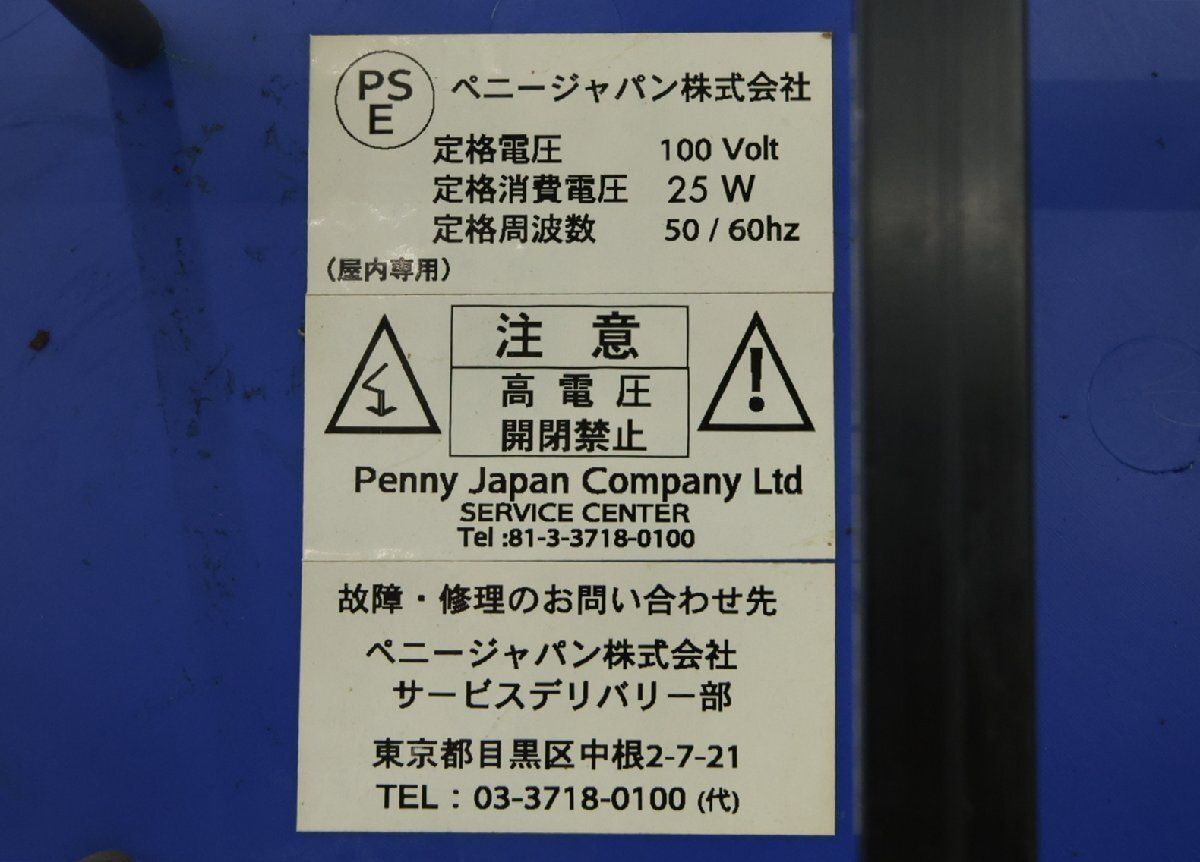 PS
E
ペニージャパン株式会社
定格電圧 100 Volt
定格消費電圧 25 W
定格周波数 50 / 60hz
（屋内専用）
注 意
高 電 圧
開閉禁止
Penny Japan Company Ltd
SERVICE CENTER
Tel :81-3-3718-0100
故障・修理のお問い合わせ先
ペニージャパン株式会社
サービスデリバリー部
東京都目黒区中根2-7-21
TEL : 03-3718-0100 (代)